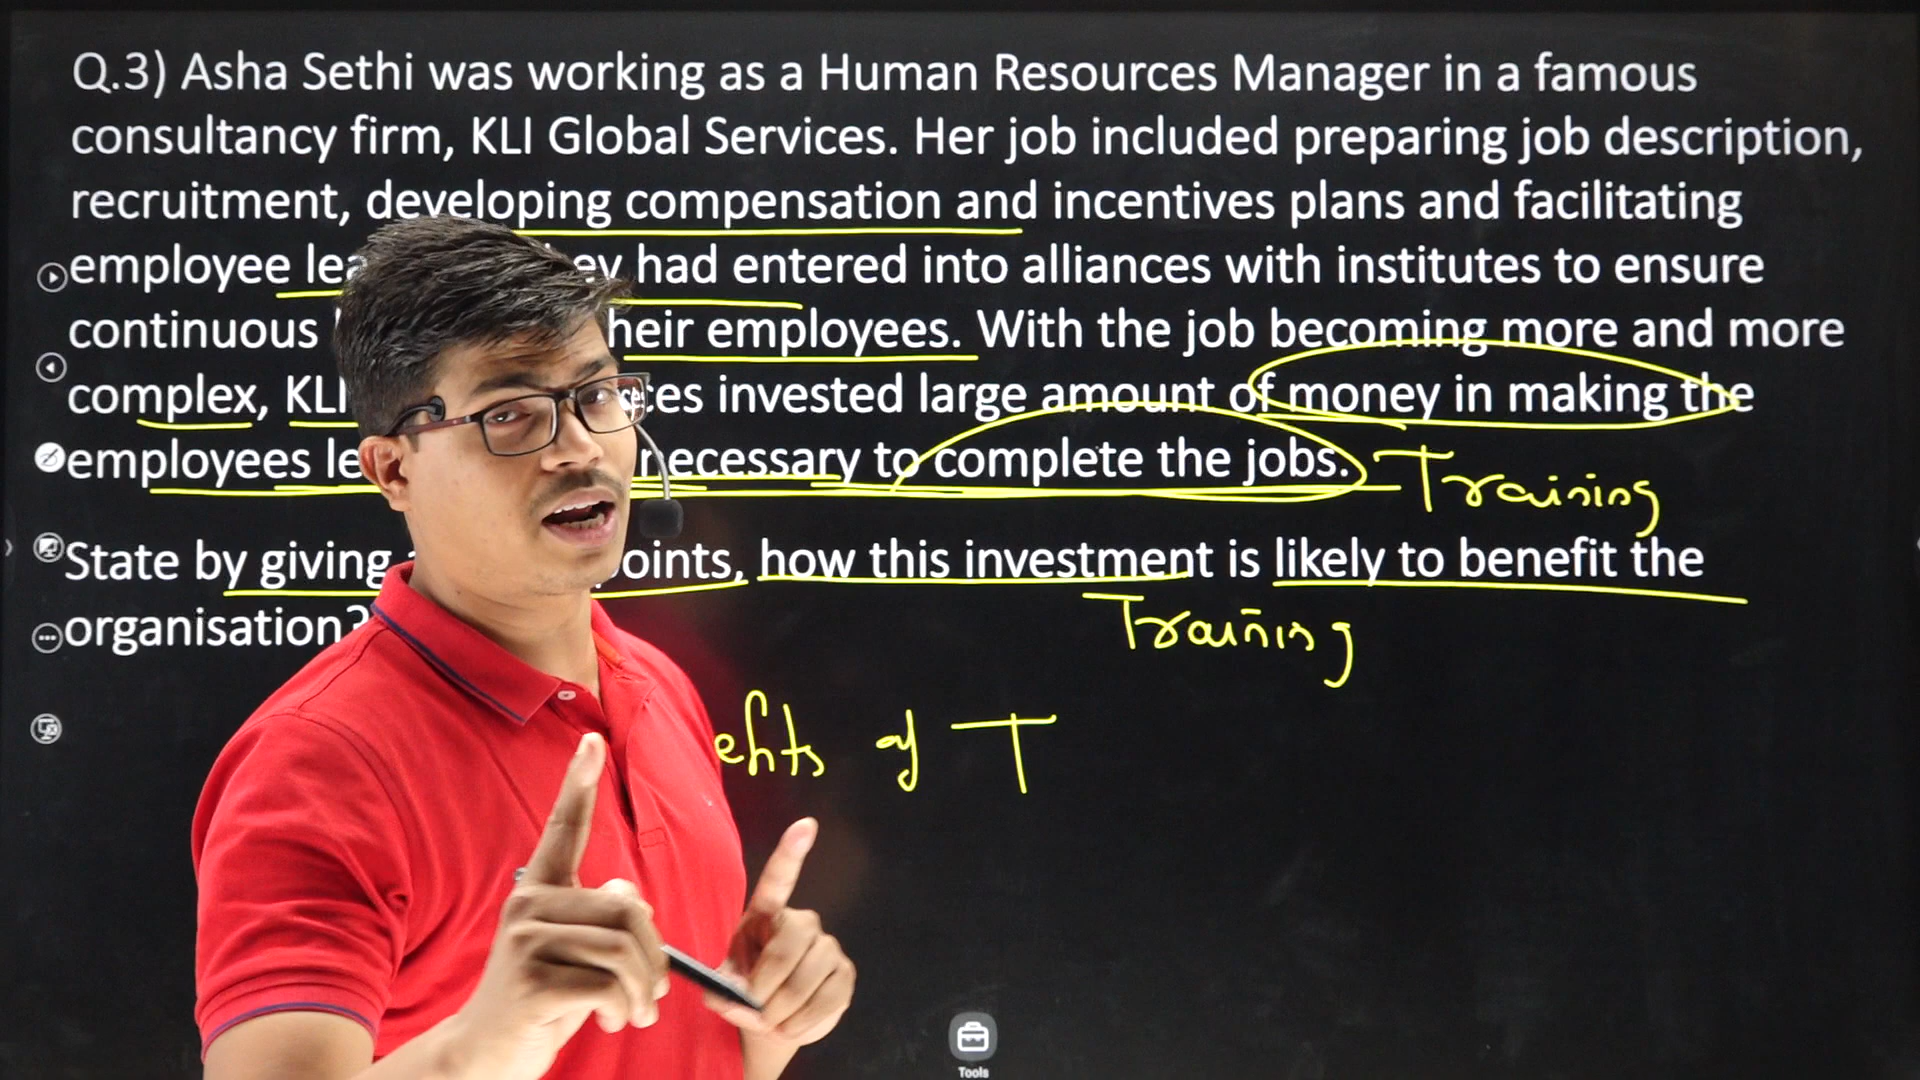 Q.3) Asha Sethi was working as a Human Resources Manager in a famous
consultancy firm, KLI Global Services. Her job included preparing job description,
recruitment, developing compensation and incentives plans and facilitating
employee had entered into alliances with institutes to ensure
continuous employees. With the job becoming more and more
complex, KLI invested large amount of money in making the
employees necessary to complete the jobs. Training
State by giving points, how this investment is likely to benefit the
organisation?
Training
of T
Tools